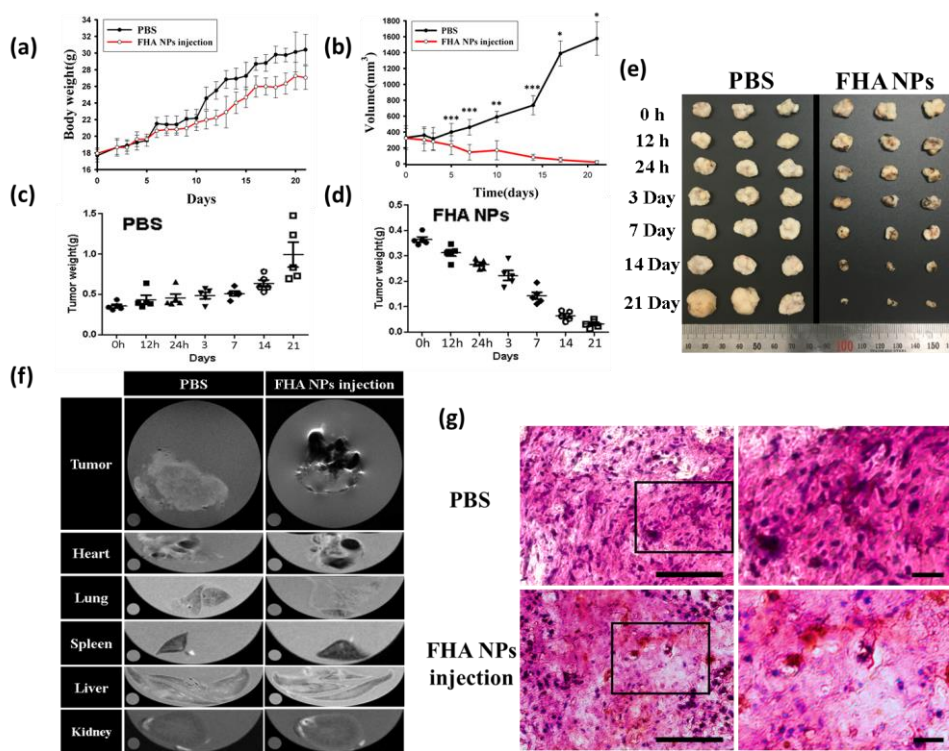 (a)
PBS
FHA NPs injection
Body weight(g)
32
30
28
26
24
22
20
18
16
0
5
10
15
20
Days
(b)
PBS
FHA NPs injection
Volume(mm³)
1800
1600
1400
1200
1000
800
600
400
200
0
***
***
**
***
*
*
0
5
10
15
20
Time(days)
(c)
PBS
Tumor weight(g)
1.5
1.0
0.5
0.0
0h 12h 24h 3 7 14 21
Days
(d)
FHA NPs
Tumor weight(g)
0.4
0.3
0.2
0.1
0.0
0h 12h 24h 3 7 14 21
Days
(e)
PBS FHA NPs
0 h
12 h
24 h
3 Day
7 Day
14 Day
21 Day
(f)
PBS FHA NPs injection
Tumor
Heart
Lung
Spleen
Liver
Kidney
(g)
PBS
FHA NPs
injection